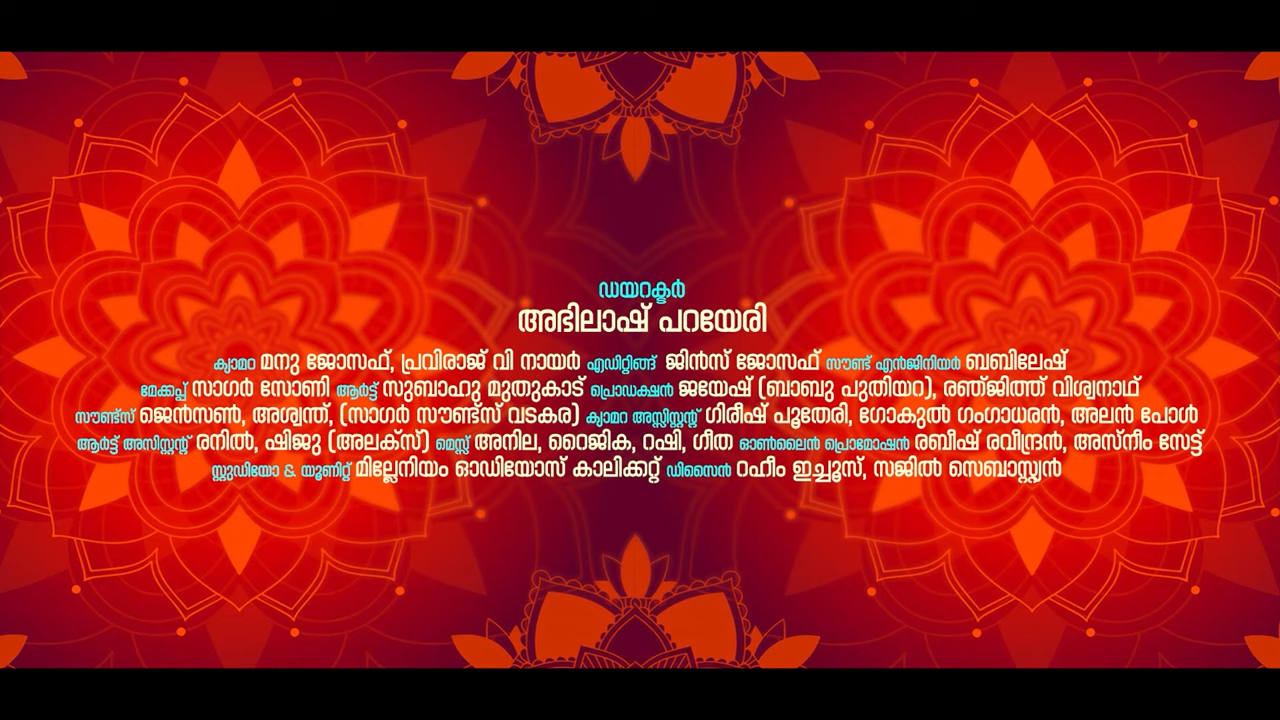 ഡയറക്ടർ
അഭിലാഷ് പറയേരി
ക്യാമറ മനു ജോസഫ്, പ്രവിരാജ് വി നായർ എഡിറ്റിങ്ങ് ജിൻസ് ജോസഫ് സൗണ്ട് എൻജിനിയർ ബബിലേഷ്
മേക്കപ്പ് സാഗർ സോണി ആർട്ട് സുബാഹു മുതുകാട് പ്രൊഡക്ഷൻ ജയേഷ് (ബാബു പുതിയറ), രഞ്ജിത്ത് വിശ്വനാഥ്
സൗണ്ട്സ് ജെൻസൺ, അശ്വന്ത്, (സാഗർ സൗണ്ട്സ് വടകര) ക്യാമറ അസ്സിസ്റ്റന്റ്സ് ഗിരീഷ് പൂതേരി, ഗോകുൽ ഗംഗാധരൻ, അലൻ പോൾ
ആർട്ട് അസിസ്റ്റന്റ് രനിൽ, ഷിജു (അലക്സ്) മെസ്സ് അനില, റൈജിക, റഷി, ഗീത ഓൺലൈൻ പ്രൊമോഷൻ രബീഷ് രവീന്ദ്രൻ, അസ്നീം സേട്ട്
സ്റ്റുഡിയോ & യൂണിറ്റ് മില്ലേനിയം ഓഡിയോസ് കാലിക്കറ്റ് ഡിസൈൻ റഹീം ഇച്ചൂസ്, സജിൽ സെബാസ്റ്റ്യൻ